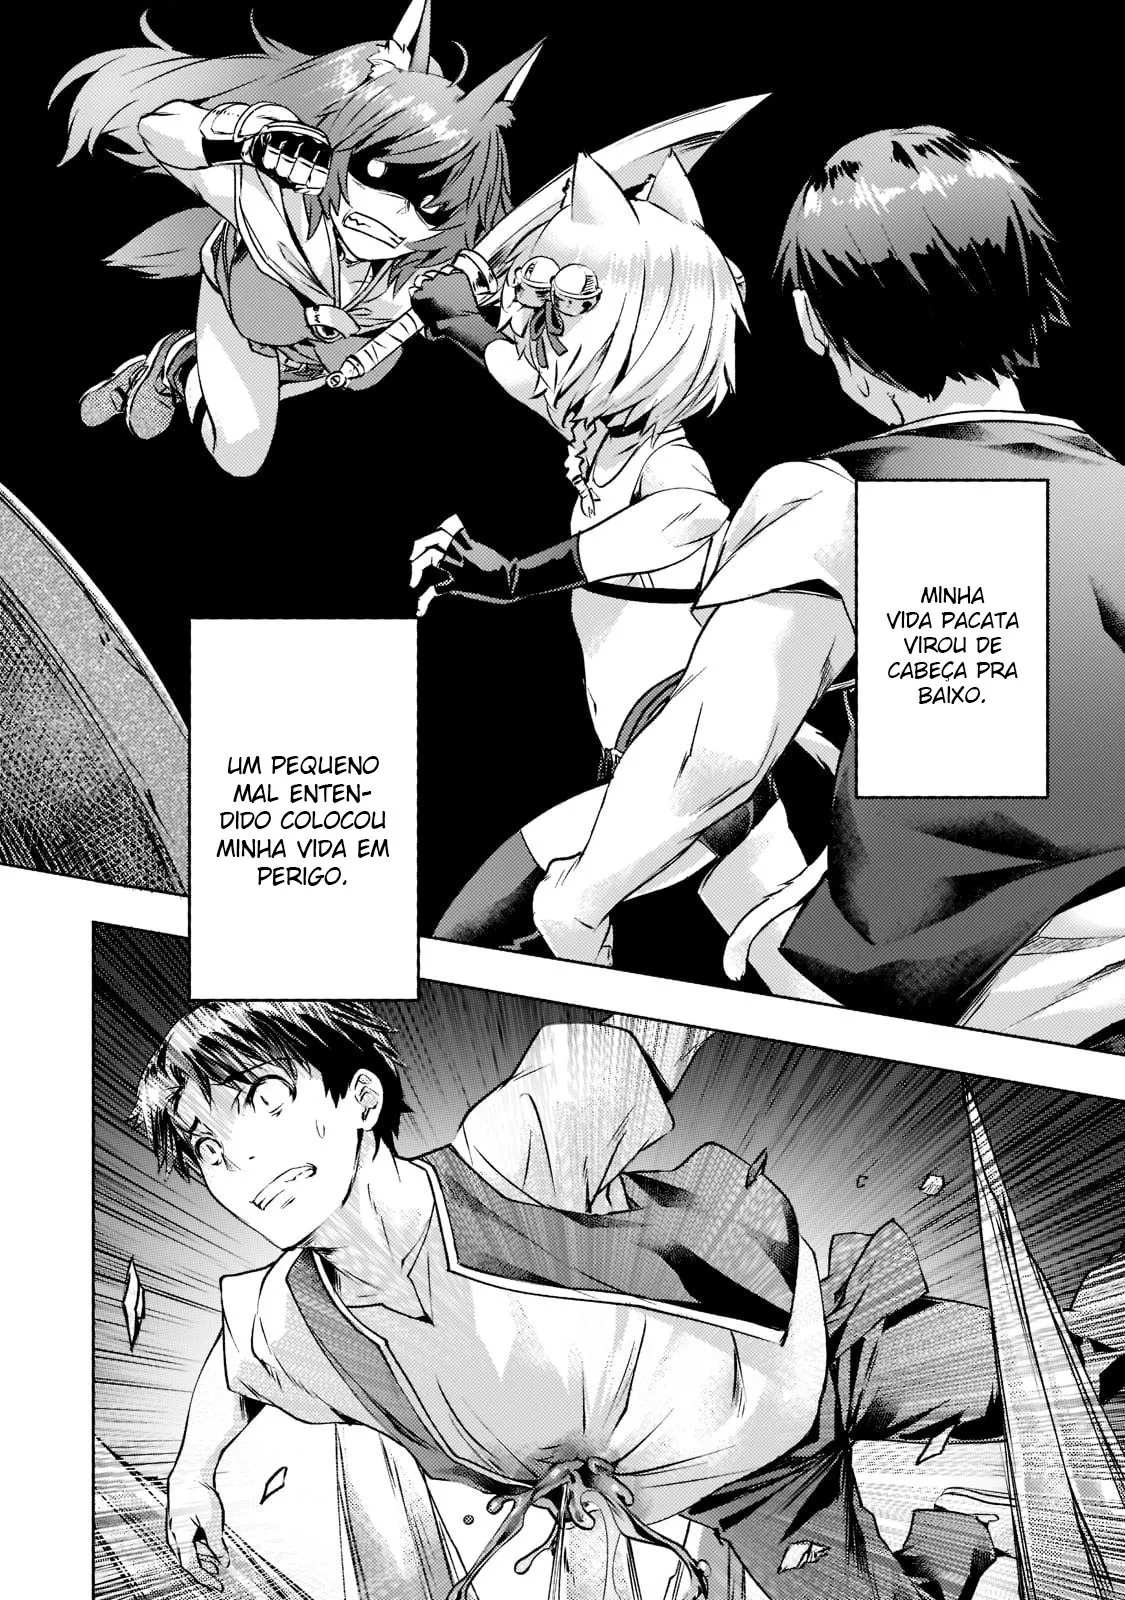 MINHA
VIDA PACATA
VIROU DE
CABEÇA PRA
BAIXO.
UM PEQUENO
MAL ENTEN-
DIDO COLOCOU
MINHA VIDA EM
PERIGO.